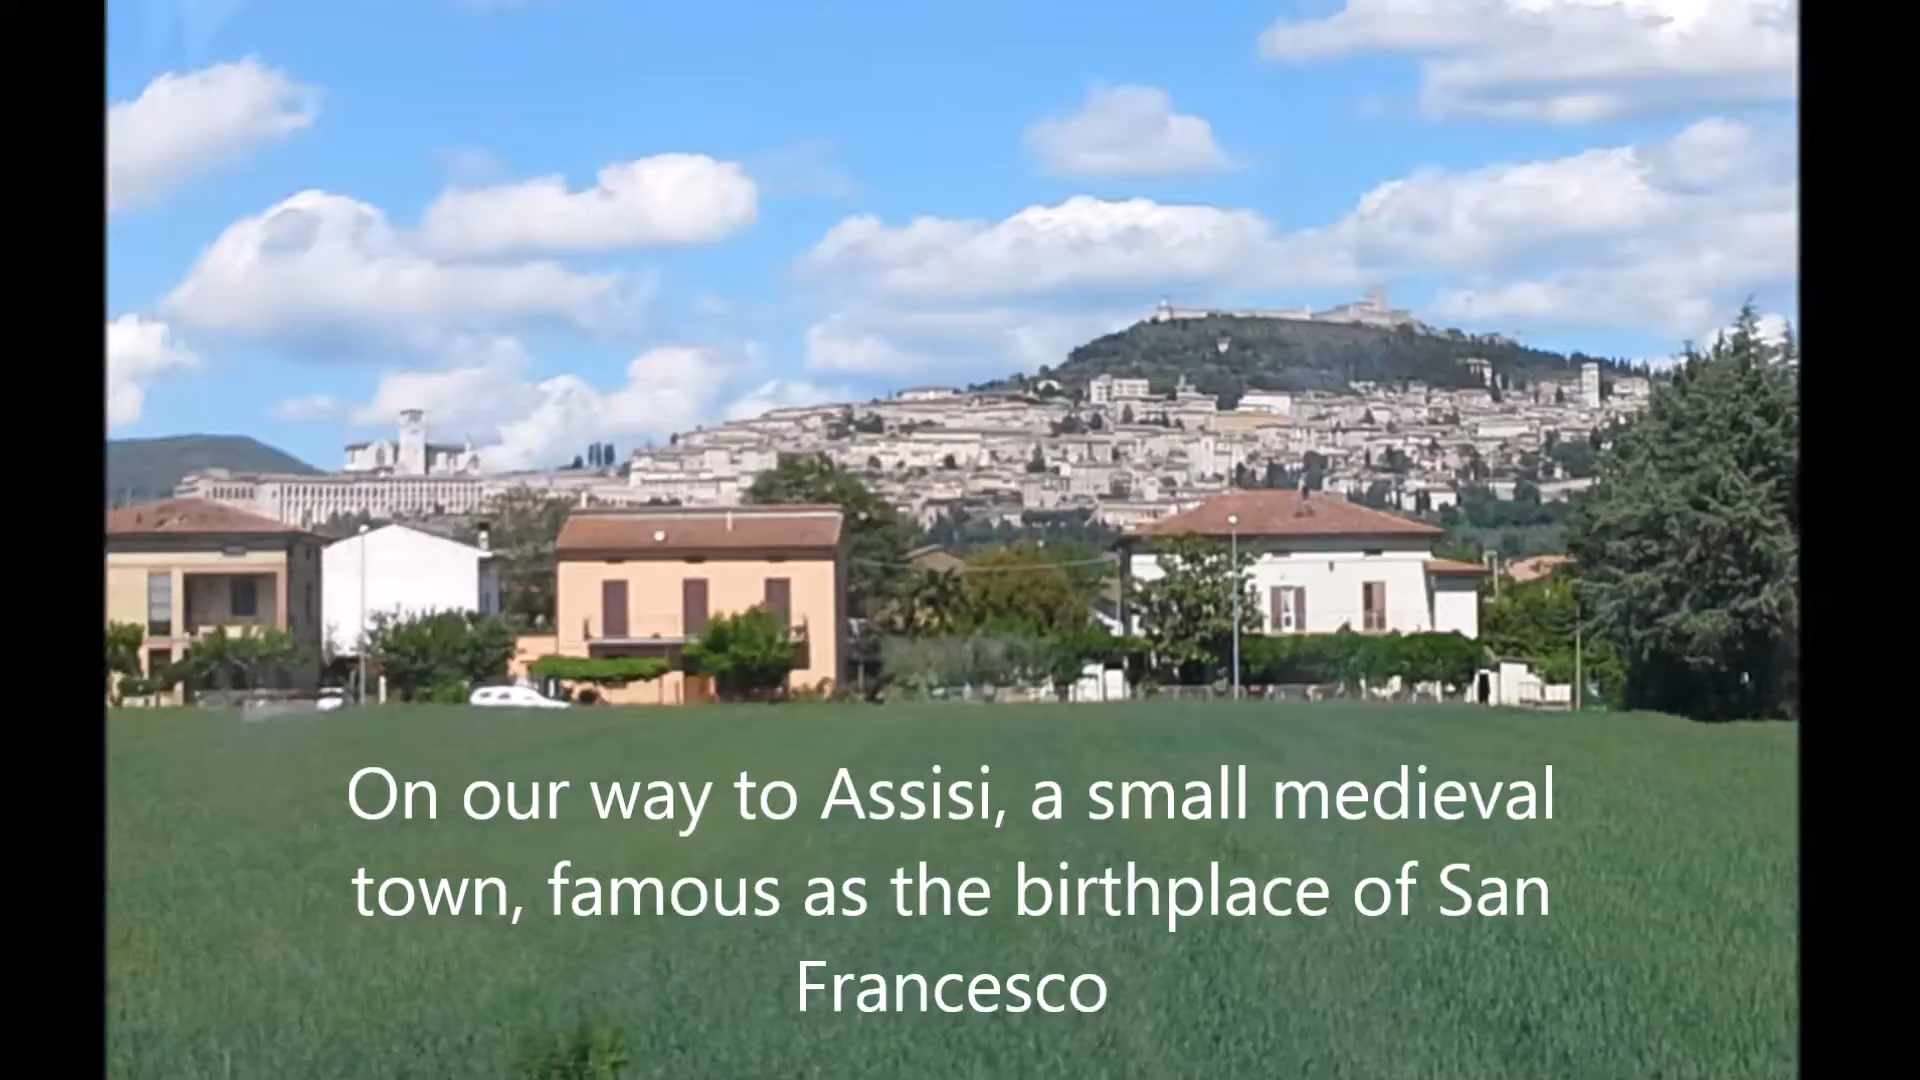 On our way to Assisi, a small medieval
town, famous as the birthplace of San
Francesco